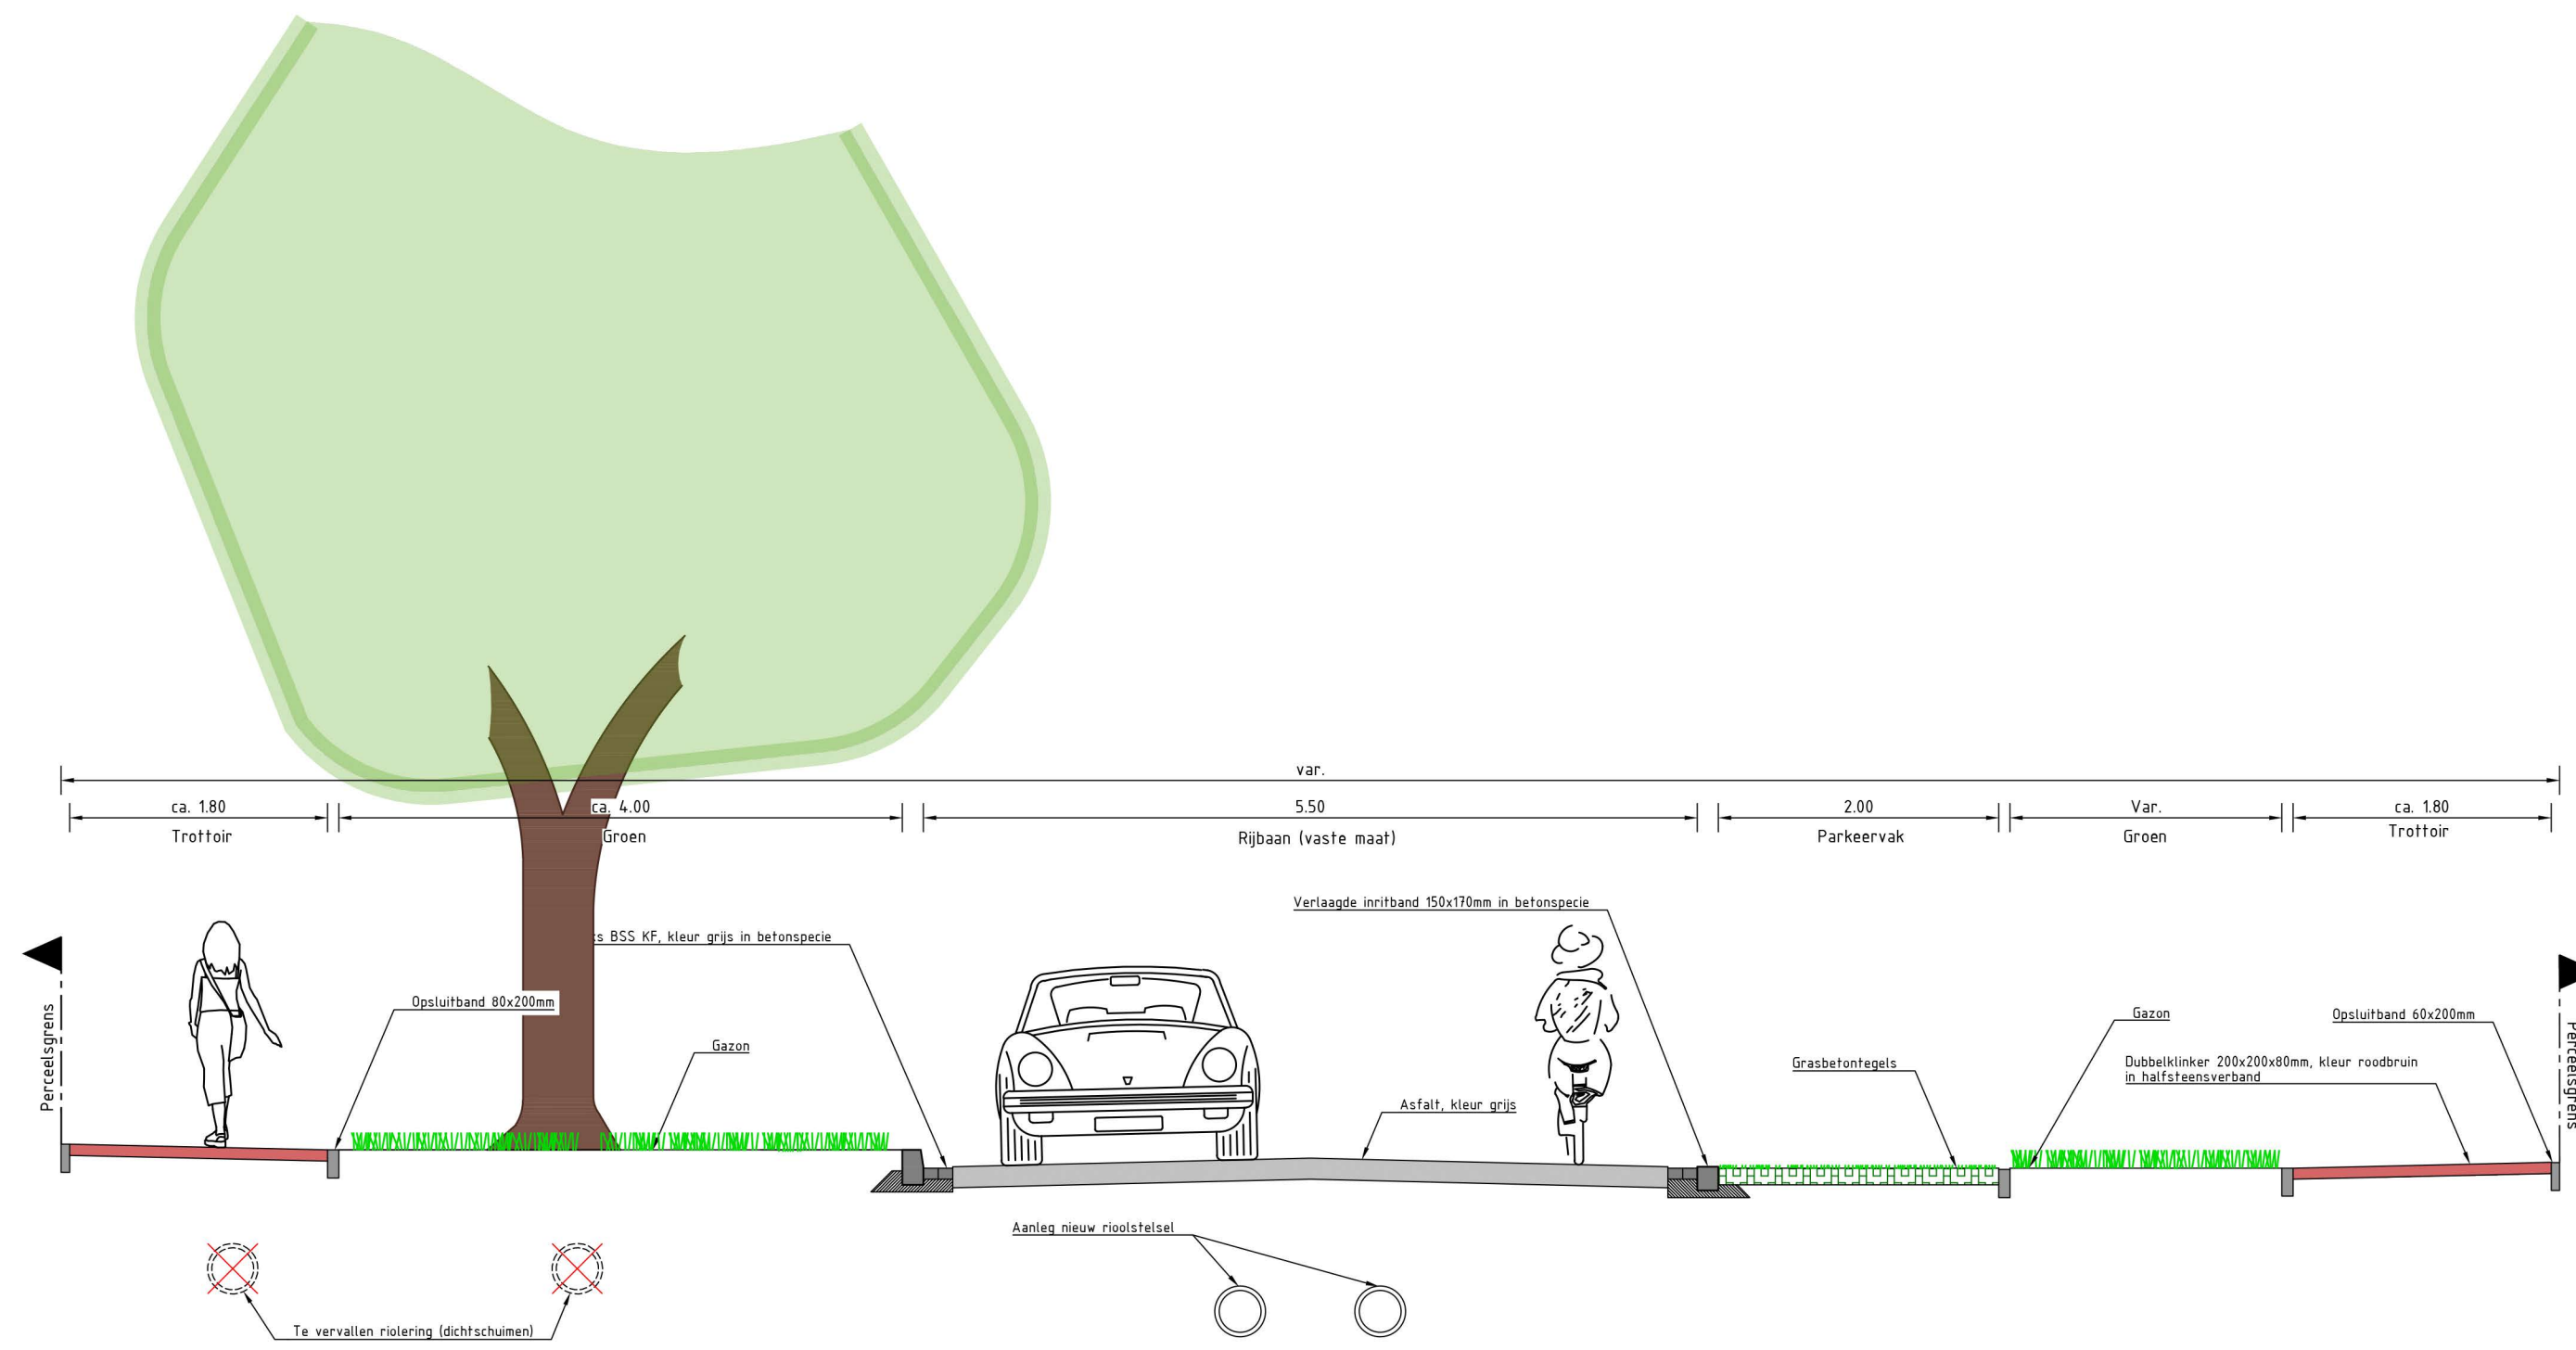 var.
ca. 1.80
ca. 4.00
5.50
2.00
Var.
ca. 1.80
Trottoir
Groen
Rijbaan (vaste maat)
Parkeervak
Groen
Trottoir
Verlaagde inritband 150x170mm in betonspecie
BSS KF, kleur grijs in betonspecie
Opsluitband 80x200mm
Gazon
Gazon
Opsluitband 60x200mm
Grasbetontegels
Dubbelklinker 200x200x80mm, kleur roodbruin
in halfsteensverband
Asfalt, kleur grijs
Perceelsgrens
Perceelsgrens
Aanleg nieuw rioolstelsel
Te vervallen riolering (dichtschuimen)